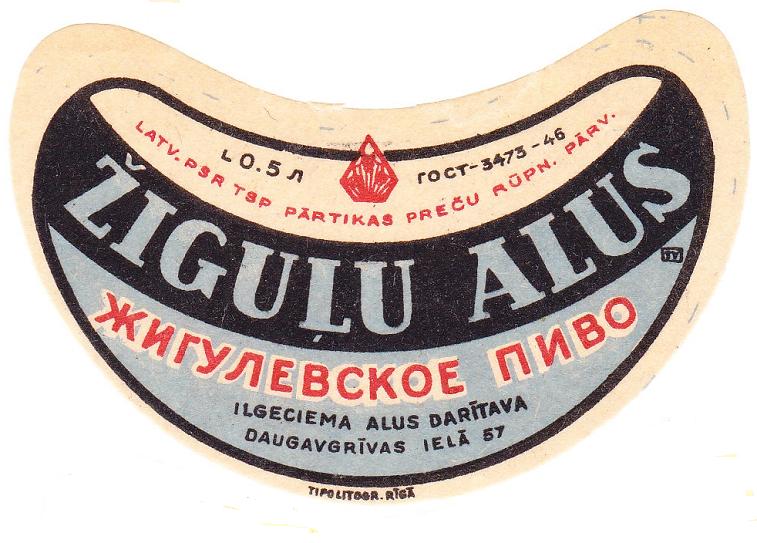 L 0.5 Л ГОСТ-3473-46
LATV. PSR TSP PĀRTIKAS PREČU RŪPN. PĀRV.
ŽIGUĻU ALUS
ЖИГУЛЕВСКОЕ ПИВО
ILGECIEMA ALUS DARĪTAVA
DAUGAVGRĪVAS IELĀ 57
TIPOLITOGR. RĪGĀ